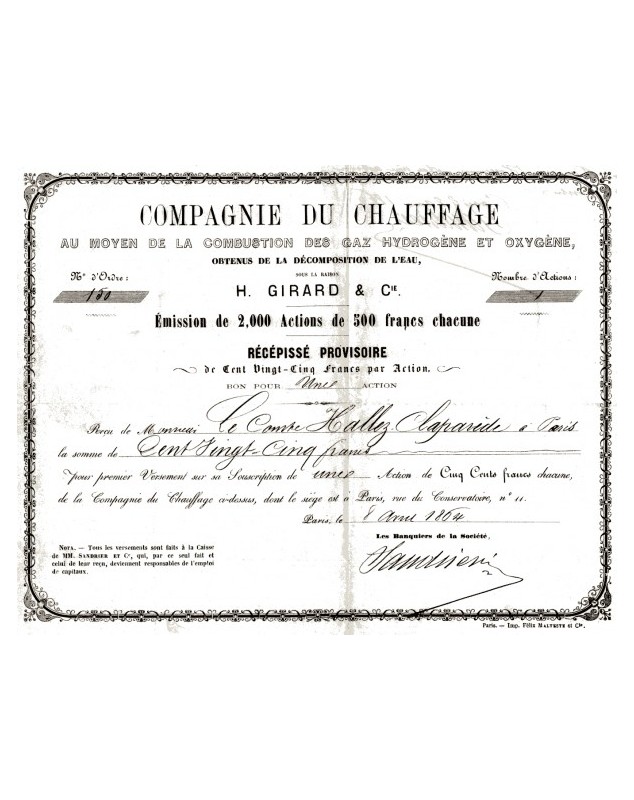 COMPAGNIE DU CHAUFFAGE
AU MOYEN DE LA COMBUSTION DES GAZ HYDROGÈNE ET OXYGÈNE,
OBTENUS DE LA DÉCOMPOSITION DE L'EAU,
SOUS LA RAISON
N° d'Ordre:
150
H. GIRARD & CIE.
Nombre d'Actions:
1
Émission de 2,000 Actions de 500 francs chacune
RÉCÉPISSÉ PROVISOIRE
de Cent Vingt-Cinq Francs par Action.
BON POUR Une ACTION
Reçu de Monsieur Le Comte Hallez Claparède à Paris
la somme de Cent Vingt-Cinq francs
pour premier Versement sur sa Souscription de une Action de Cinq Cents francs chacune,
de la Compagnie du Chauffage ci-dessus, dont le siège est à Paris, rue du Conservatoire, n° 11.
Paris, le 8 Avril 1864
Les Banquiers de la Société,
NOTA. — Tous les versements sont faits à la Caisse
de MM. SANDRIER ET Cie, qui, par ce seul fait et
celui de leur reçu, deviennent responsables de l'emploi
de capitaux.
Sandrier
Paris. — Imp. Félix MALTESTE et Cie.